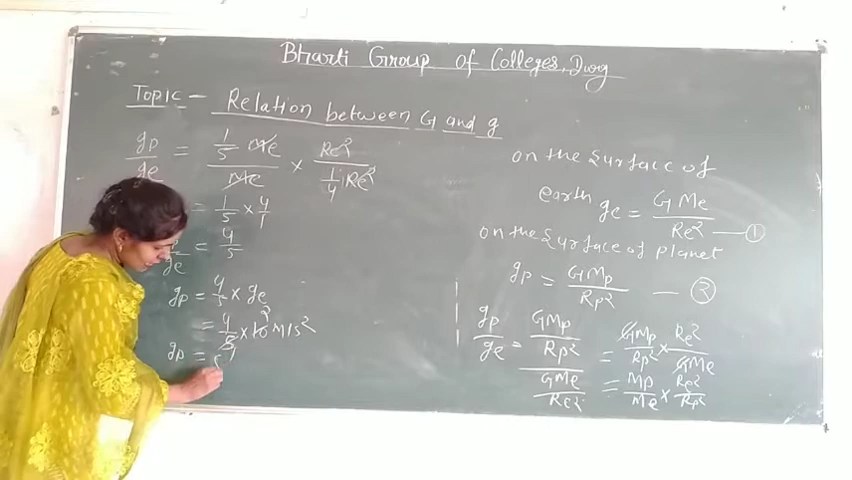 Bharti Group of Colleges, Durg
Topic - Relation between G and g
gp/ge = (1/5 Me)/Me × Re²/(1/4 Re²)
= 1/5 × 4/1
ge = 4/5
gp = 4/5 × ge
= 4/5 × 10² M/s²
gp =
on the Surface of
earth ge = GMe/Re² — ①
on the Surface of planet
gp = GMp/Rp² — ②
gp/ge = (GMp/Rp²)/(GMe/Re²) = GMp/Rp² × Re²/GMe
= Mp/Me × Re²/Rp²